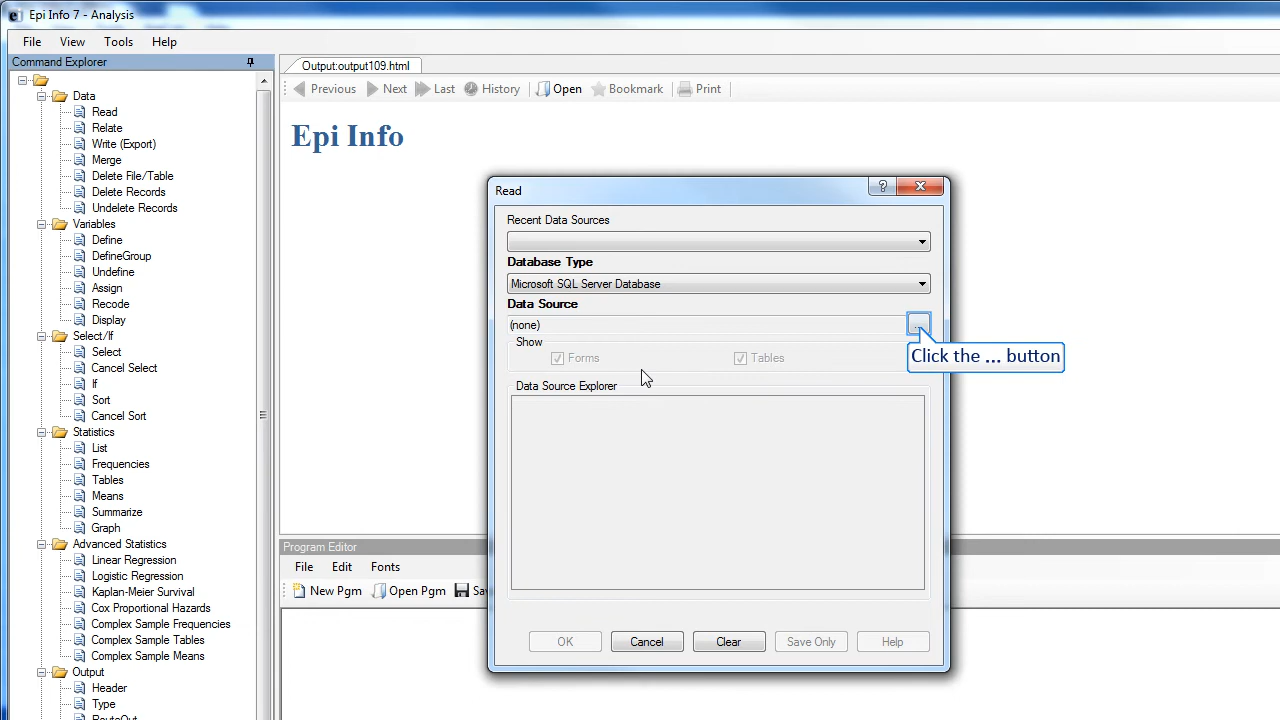 Epi Info 7 - Analysis
File View Tools Help
Command Explorer
Data
Read
Relate
Write (Export)
Merge
Delete File/Table
Delete Records
Undelete Records
Variables
Define
DefineGroup
Undefine
Assign
Recode
Display
Select/If
Select
Cancel Select
If
Sort
Cancel Sort
Statistics
List
Frequencies
Tables
Means
Summarize
Graph
Advanced Statistics
Linear Regression
Logistic Regression
Kaplan-Meier Survival
Cox Proportional Hazards
Complex Sample Frequencies
Complex Sample Tables
Complex Sample Means
Output
Header
Type
RouteOut
Output:output109.html
Previous Next Last History Open Bookmark Print
Epi Info
Read
Recent Data Sources
Database Type
Microsoft SQL Server Database
Data Source
(none)
...
Click the ... button
Show
Forms Tables
Data Source Explorer
OK Cancel Clear Save Only Help
Program Editor
File Edit Fonts
New Pgm Open Pgm